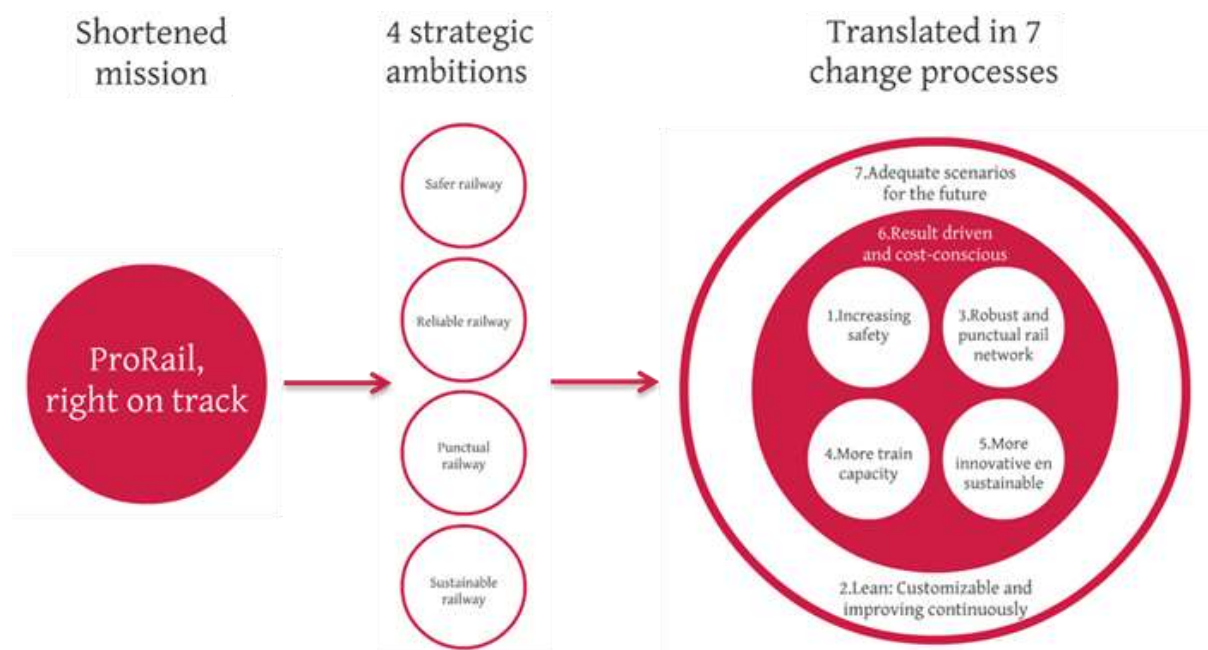 Shortened
mission
4 strategic
ambitions
Translated in 7
change processes
ProRail,
right on track
Safer railway
Reliable railway
Punctual
railway
Sustainable
railway
7.Adequate scenarios
for the future
6.Result driven
and cost-conscious
1.Increasing
safety
3.Robust and
punctual rail
network
4.More train
capacity
5.More
innovative en
sustainable
2.Lean: Customizable and
improving continuously